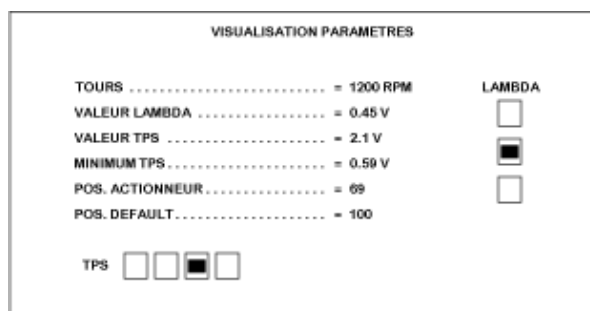 VISUALISATION PARAMETRES
TOURS .......................... = 1200 RPM LAMBDA
VALEUR LAMBDA ................. = 0.45 V
VALEUR TPS ..................... = 2.1 V
MINIMUM TPS..................... = 0.59 V
POS. ACTIONNEUR ................ = 69
POS. DEFAULT.................... = 100
TPS